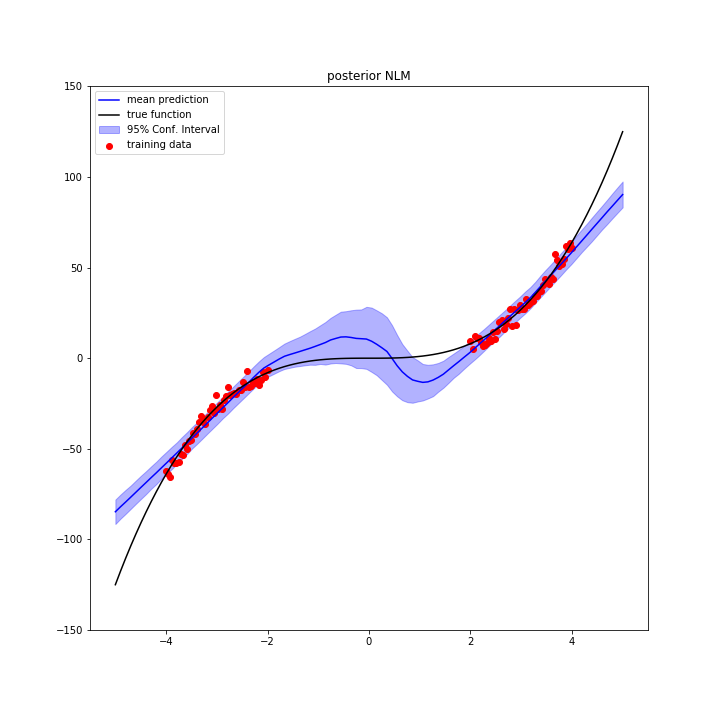 posterior NLM
150
100
50
0
−50
−100
−150
−4
−2
0
2
4
mean prediction
true function
95% Conf. Interval
training data